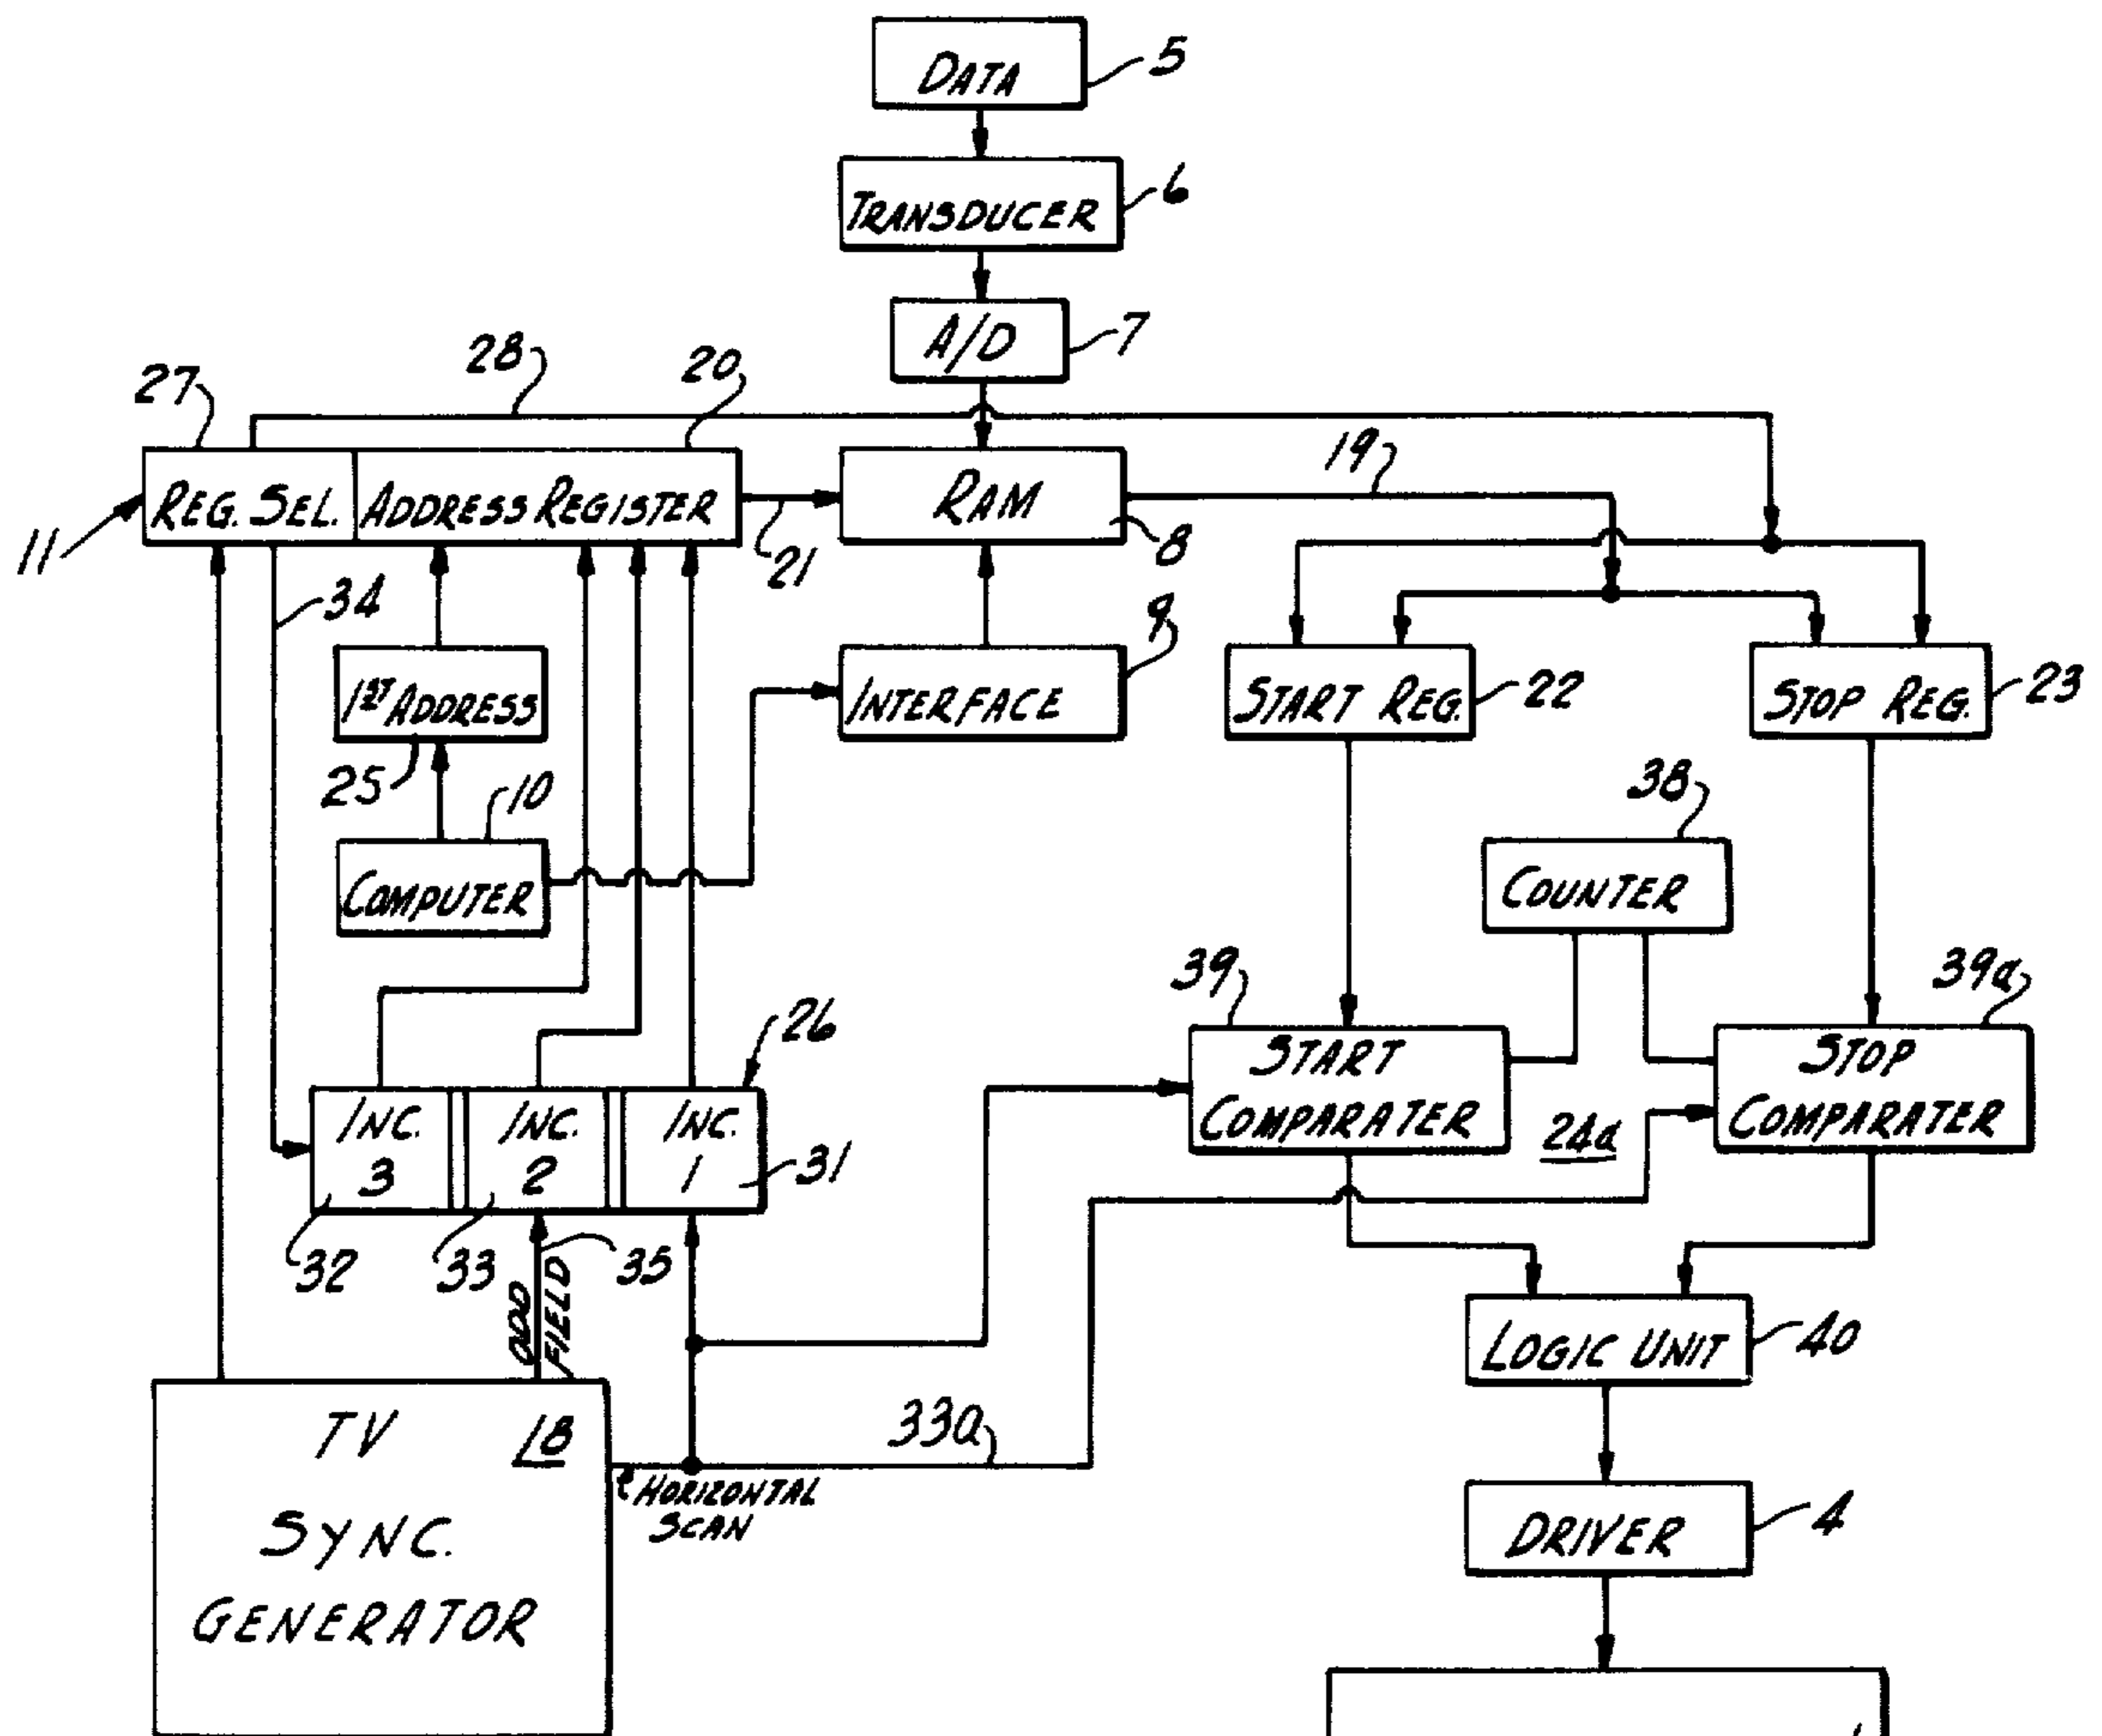 DATA
5
TRANSDUCER
6
A/D
7
27
28
20
REG. SEL.
ADDRESS REGISTER
RAM
19
11
21
8
34
9
1ST ADDRESS
INTERFACE
START REG.
22
STOP REG.
23
25
10
38
COMPUTER
COUNTER
39
39a
26
START
COMPARATER
STOP
COMPARATER
24a
INC.
3
INC.
2
INC.
1
31
32
33
35
ODD
FIELD
LOGIC UNIT
40
TV
SYNC.
GENERATOR
18
33a
HORIZONTAL
SCAN
DRIVER
4